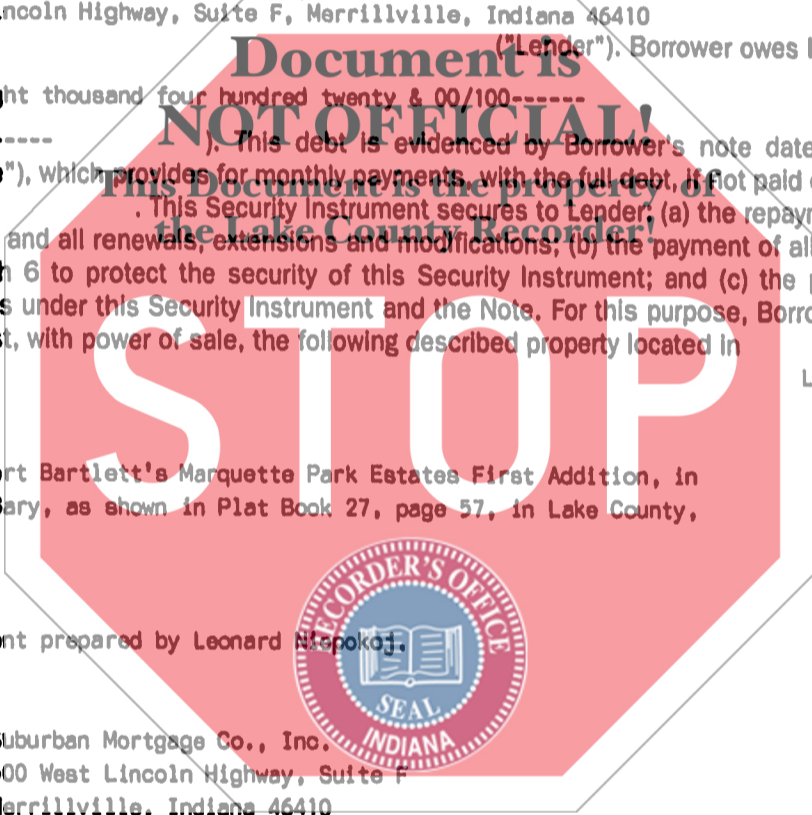 ncoln Highway, Suite F, Merrillville, Indiana 46410
Document is
("Lender"). Borrower owes
ht thousand four hundred twenty & 00/100------
NOT OFFICIAL!
----
). This debt is evidenced by Borrower's note date
"), which provides for monthly payments, with the full debt, if not paid
This Document is the property of
. This Security Instrument secures to Lender: (a) the repay
the Lake County Recorder!
and all renewals, extensions and modifications; (b) the payment of al
6 to protect the security of this Security Instrument; and (c) the
s under this Security Instrument and the Note. For this purpose, Borro
t, with power of sale, the following described property located in
L
STOP
rt Bartlett's Marquette Park Estates First Addition, in
ary, as shown in Plat Book 27, page 57, in Lake County,
RECORDER'S OFFICE
nt prepared by Leonard Niepokoj.
SEAL
INDIANA
uburban Mortgage Co., Inc.
00 West Lincoln Highway, Suite F
errillville, Indiana 46410